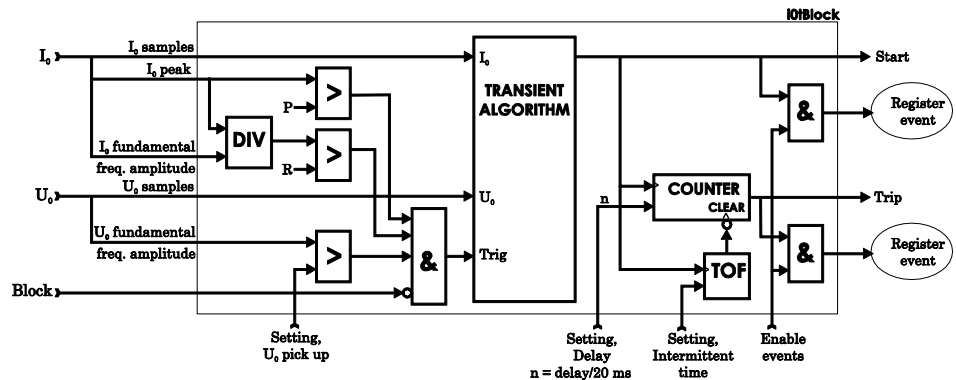 I0tBlock
I₀
I₀ samples
I₀
Start
I₀ peak
P
>
TRANSIENT
ALGORITHM
&
Register
event
DIV
R
>
I₀ fundamental
freq. amplitude
U₀
U₀ samples
U₀
n
COUNTER
CLEAR
Trip
U₀ fundamental
freq. amplitude
>
&
Trig
TOF
&
Register
event
Block
Setting,
U₀ pick up
Setting,
Delay
n = delay/20 ms
Setting,
Intermittent
time
Enable
events